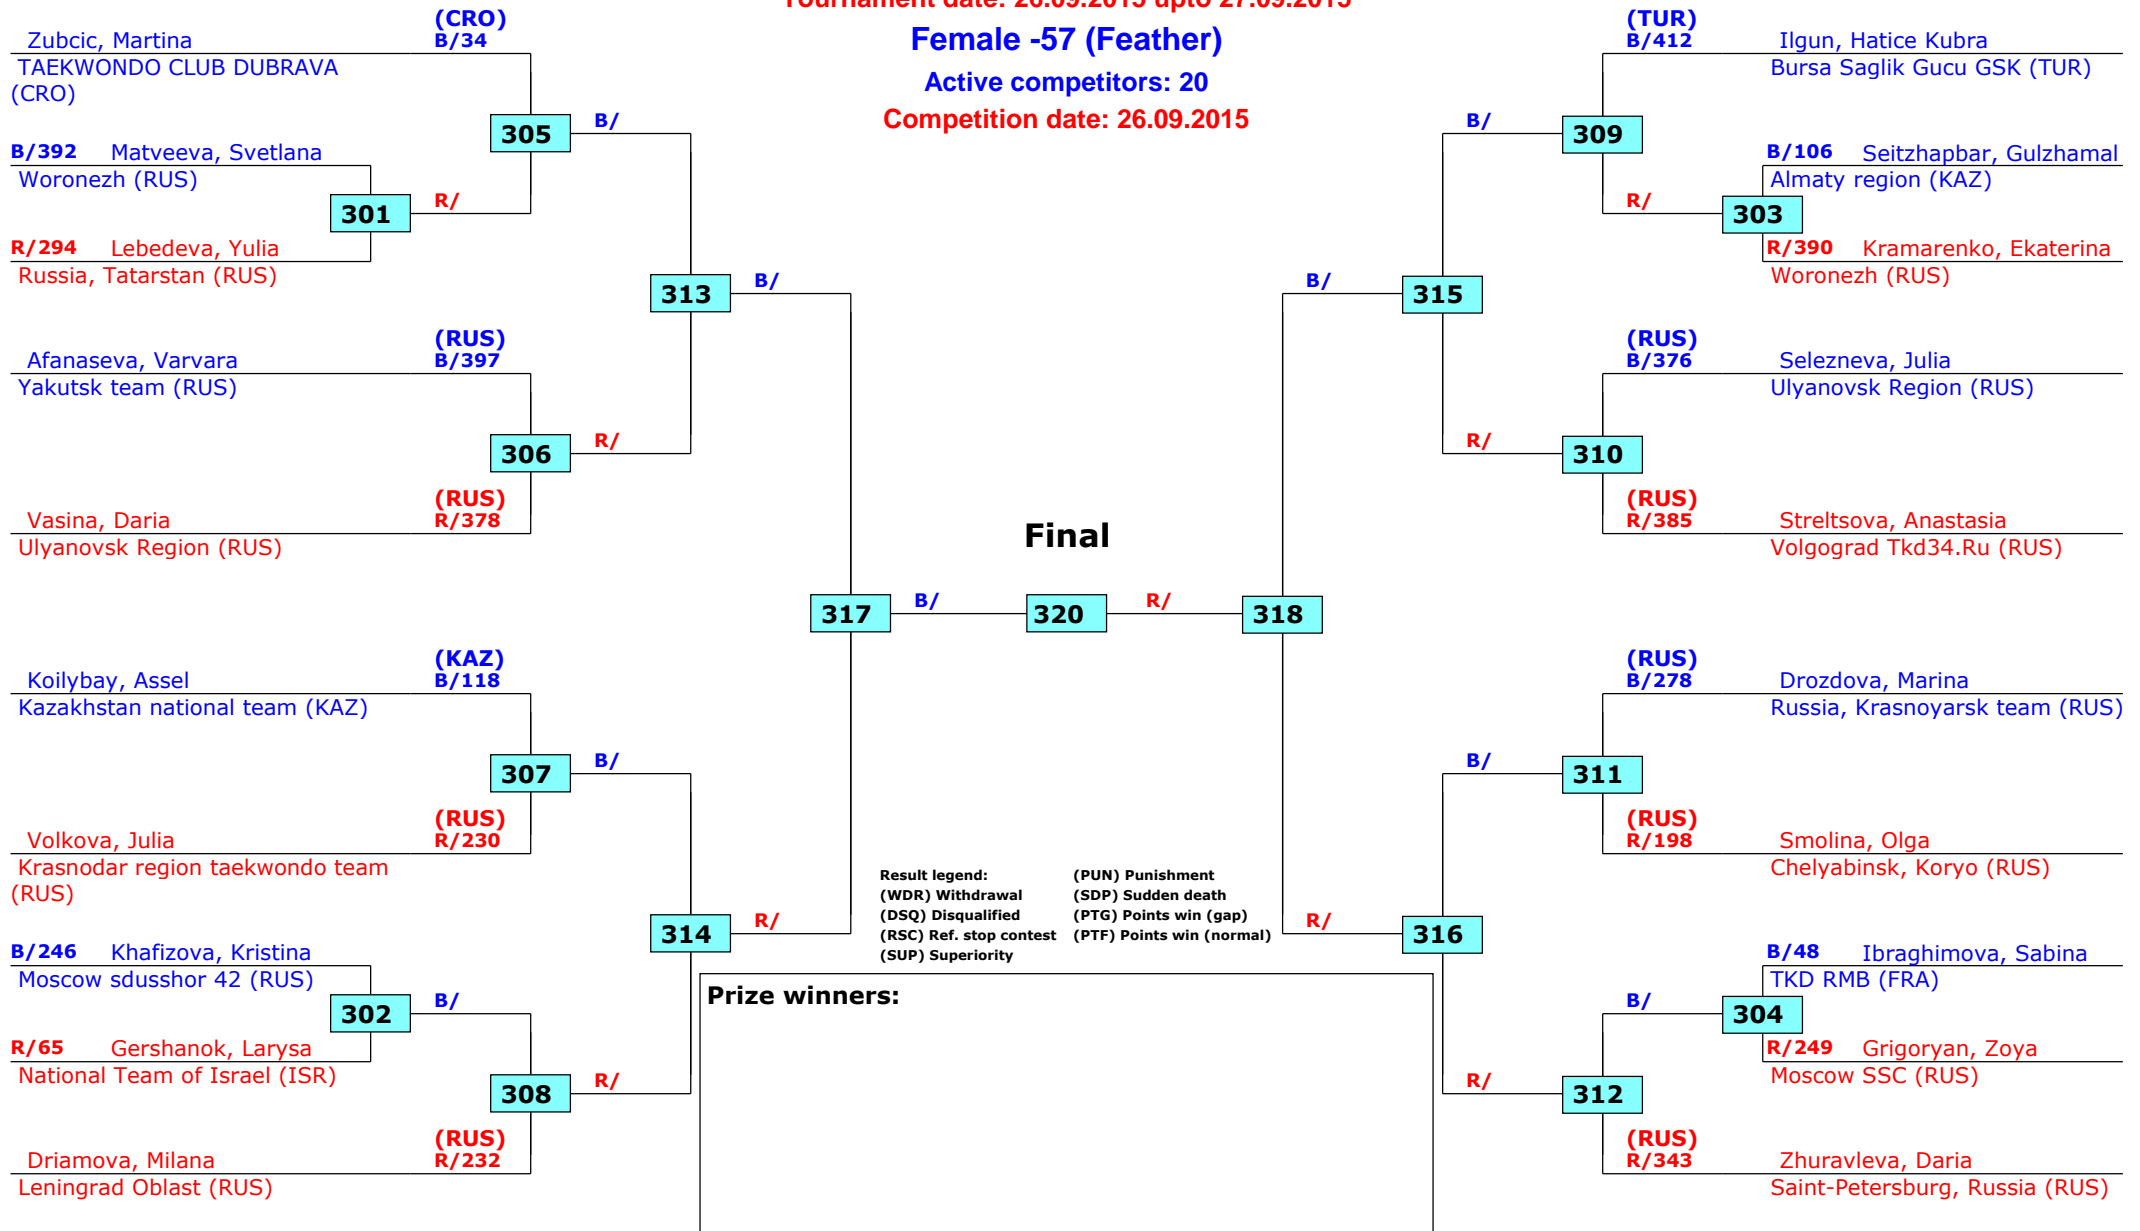 Tournament date: 26.09.2015 upto 27.09.2015
Female -57 (Feather)
Active competitors: 20
Competition date: 26.09.2015
(CRO)
Zubcic, Martina B/34
TAEKWONDO CLUB DUBRAVA
(CRO)
305 B/
B/392 Matveeva, Svetlana
Woronezh (RUS)
301 R/
R/294 Lebedeva, Yulia
Russia, Tatarstan (RUS)
313 B/
(RUS)
Afanaseva, Varvara B/397
Yakutsk team (RUS)
306 R/
(RUS)
Vasina, Daria R/378
Ulyanovsk Region (RUS)
317 B/
(KAZ)
Koilybay, Assel B/118
Kazakhstan national team (KAZ)
307 B/
(RUS)
Volkova, Julia R/230
Krasnodar region taekwondo team
(RUS)
314 R/
B/246 Khafizova, Kristina
Moscow sdusshor 42 (RUS)
302 B/
R/65 Gershanok, Larysa
National Team of Israel (ISR)
308 R/
(RUS)
Driamova, Milana R/232
Leningrad Oblast (RUS)
Final
320
(TUR)
B/412 Ilgun, Hatice Kubra
Bursa Saglik Gucu GSK (TUR)
B/ 309
B/106 Seitzhapbar, Gulzhamal
Almaty region (KAZ)
R/ 303
R/390 Kramarenko, Ekaterina
Woronezh (RUS)
B/ 315
(RUS)
B/376 Selezneva, Julia
Ulyanovsk Region (RUS)
R/ 310
(RUS)
R/385 Streltsova, Anastasia
Volgograd Tkd34.Ru (RUS)
R/ 318
(RUS)
B/278 Drozdova, Marina
Russia, Krasnoyarsk team (RUS)
B/ 311
(RUS)
R/198 Smolina, Olga
Chelyabinsk, Koryo (RUS)
R/ 316
B/48 Ibraghimova, Sabina
TKD RMB (FRA)
B/ 304
R/249 Grigoryan, Zoya
Moscow SSC (RUS)
R/ 312
(RUS)
R/343 Zhuravleva, Daria
Saint-Petersburg, Russia (RUS)
Result legend: (PUN) Punishment
(WDR) Withdrawal (SDP) Sudden death
(DSQ) Disqualified (PTG) Points win (gap)
(RSC) Ref. stop contest (PTF) Points win (normal)
(SUP) Superiority
Prize winners: